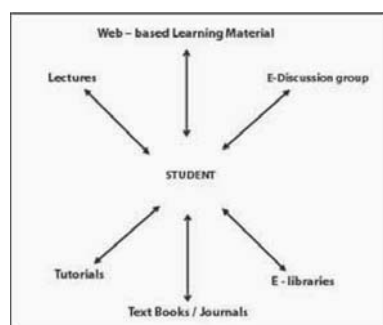 Web – based Learning Material
Lectures
E-Discussion group
STUDENT
Tutorials
E - libraries
Text Books / Journals